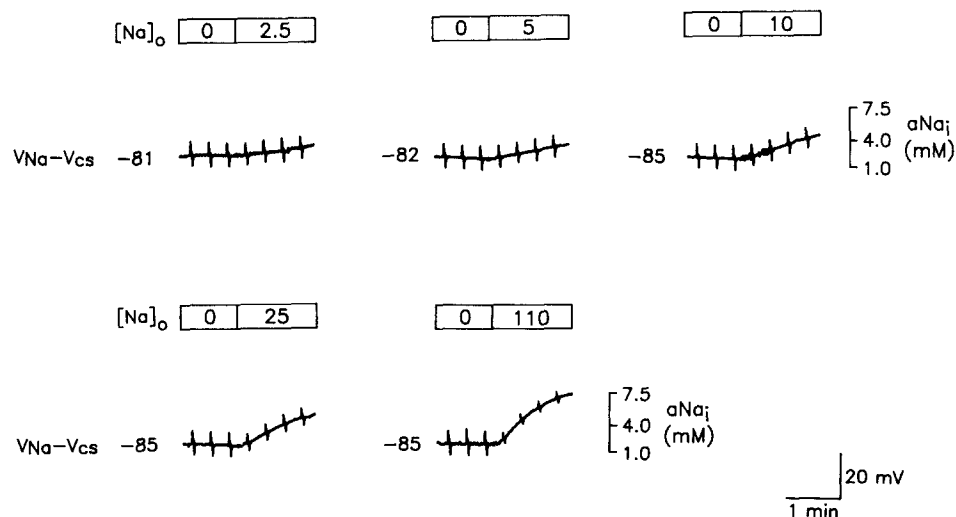 [Na]o 0 2.5 5 0 10
VNa-Vcs -81 -82 -85 7.5 4.0 1.0 aNai (mM)
[Na]o 0 25 0 110
VNa-Vcs -85 -85 7.5 4.0 1.0 aNai (mM)
20 mV
1 min